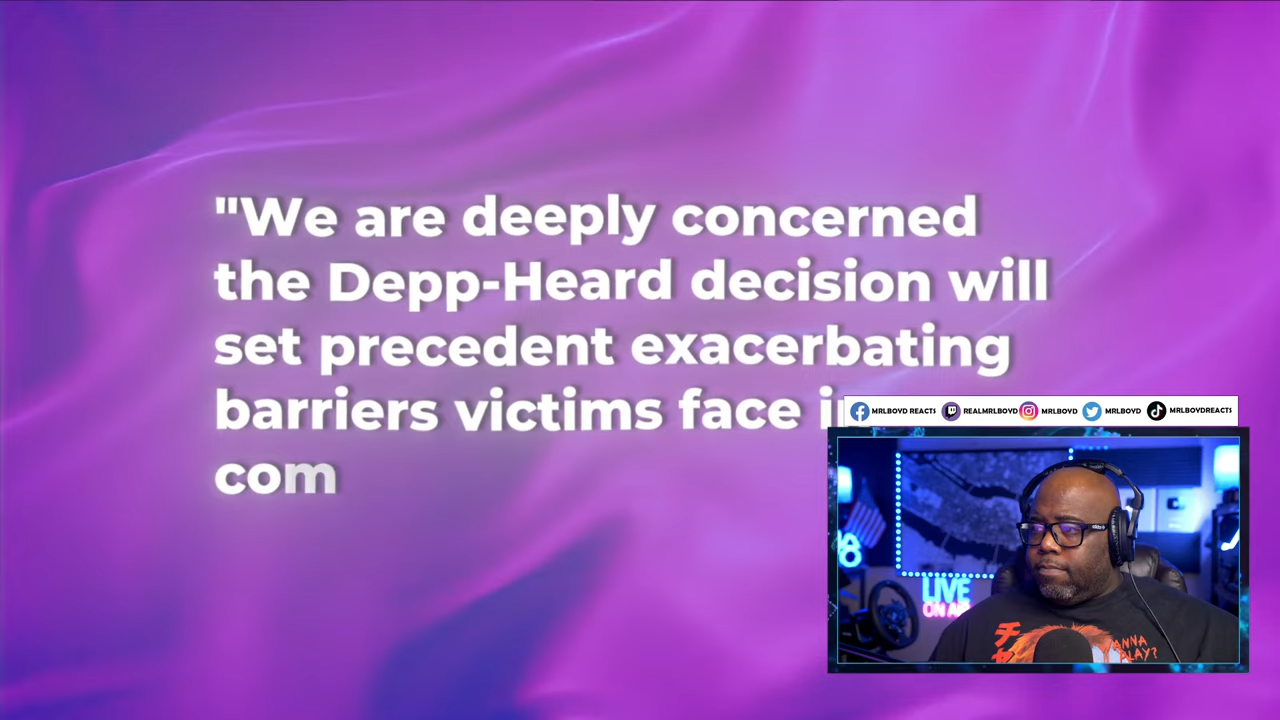 "We are deeply concerned
the Depp-Heard decision will
set precedent exacerbating
barriers victims face
com
MRLBOYD REACTS REALMRLBOYD MRLBOYD MRLBOYD MRLBOYDREACTS
LIVE
ON AIR
PLAY?